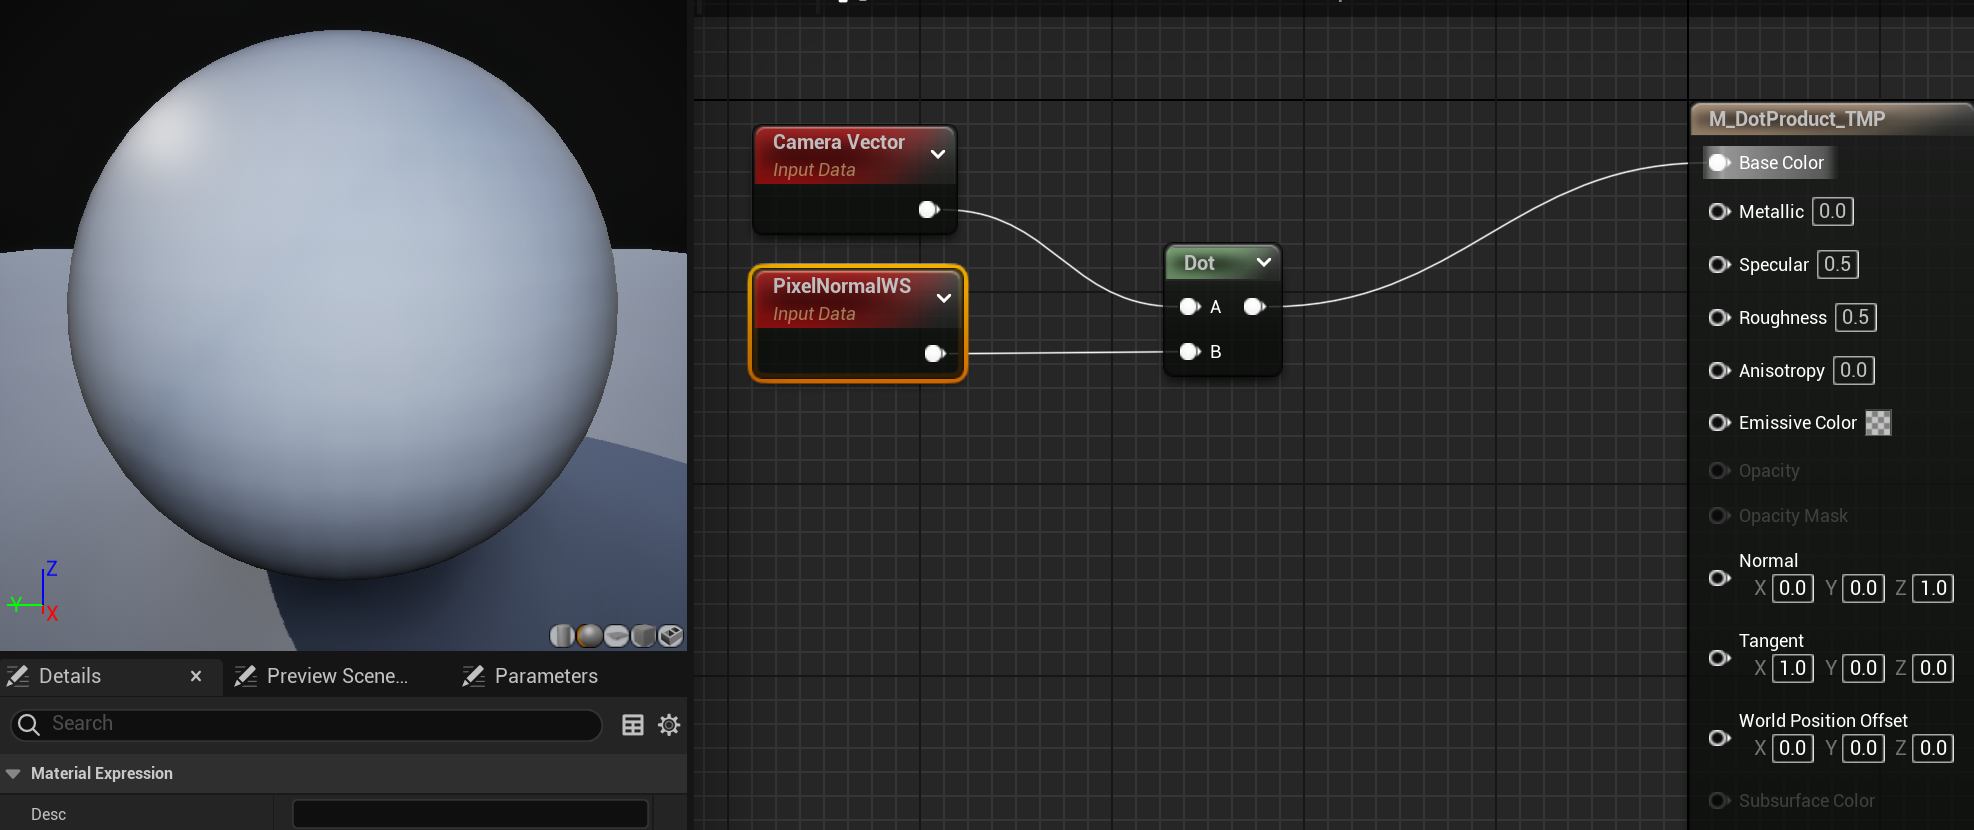 Camera Vector
Input Data
PixelNormalWS
Input Data
Dot
A
B
M_DotProduct_TMP
Base Color
Metallic 0.0
Specular 0.5
Roughness 0.5
Anisotropy 0.0
Emissive Color
Opacity
Opacity Mask
Normal
X 0.0 Y 0.0 Z 1.0
Tangent
X 1.0 Y 0.0 Z 0.0
World Position Offset
X 0.0 Y 0.0 Z 0.0
Subsurface Color
Z
Y
X
Details
Preview Scene...
Parameters
Search
Material Expression
Desc